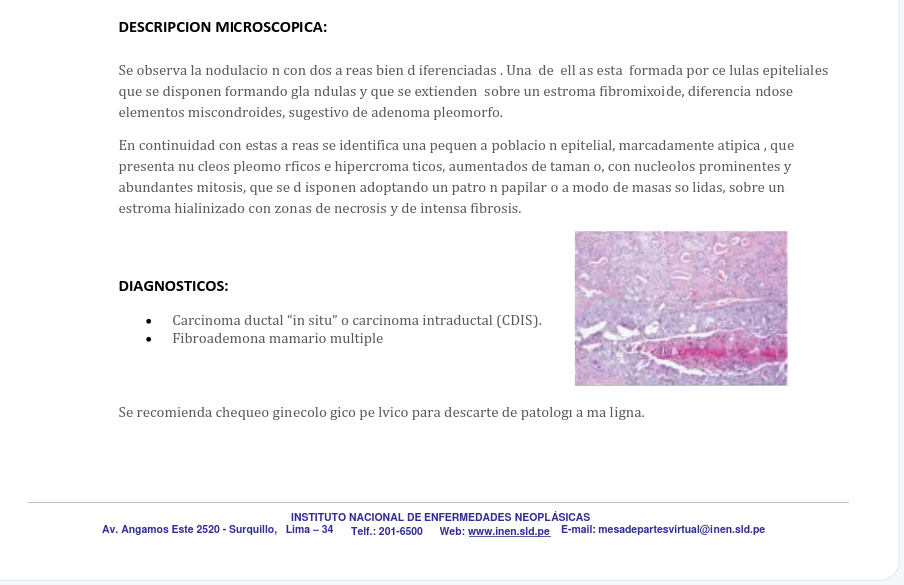 DESCRIPCION MICROSCOPICA:
Se observa la nodulacio n con dos a reas bien d iferenciadas . Una de ell as esta formada por ce lulas epiteliales
que se disponen formando gla ndulas y que se extienden sobre un estroma fibromixoide, diferencia ndose
elementos miscondroides, sugestivo de adenoma pleomorfo.
En continuidad con estas a reas se identifica una pequen a poblacio n epitelial, marcadamente atipica , que
presenta nu cleos pleomo rficos e hipercroma ticos, aumentados de taman o, con nucleolos prominentes y
abundantes mitosis, que se d isponen adoptando un patro n papilar o a modo de masas so lidas, sobre un
estroma hialinizado con zonas de necrosis y de intensa fibrosis.
DIAGNOSTICOS:
• Carcinoma ductal “in situ” o carcinoma intraductal (CDIS).
• Fibroademona mamario multiple
Se recomienda chequeo ginecolo gico pe lvico para descarte de patologı a ma ligna.
INSTITUTO NACIONAL DE ENFERMEDADES NEOPLÁSICAS
Av. Angamos Este 2520 - Surquillo, Lima – 34 Telf.: 201-6500 Web: www.inen.sld.pe E-mail: mesadepartesvirtual@inen.sld.pe